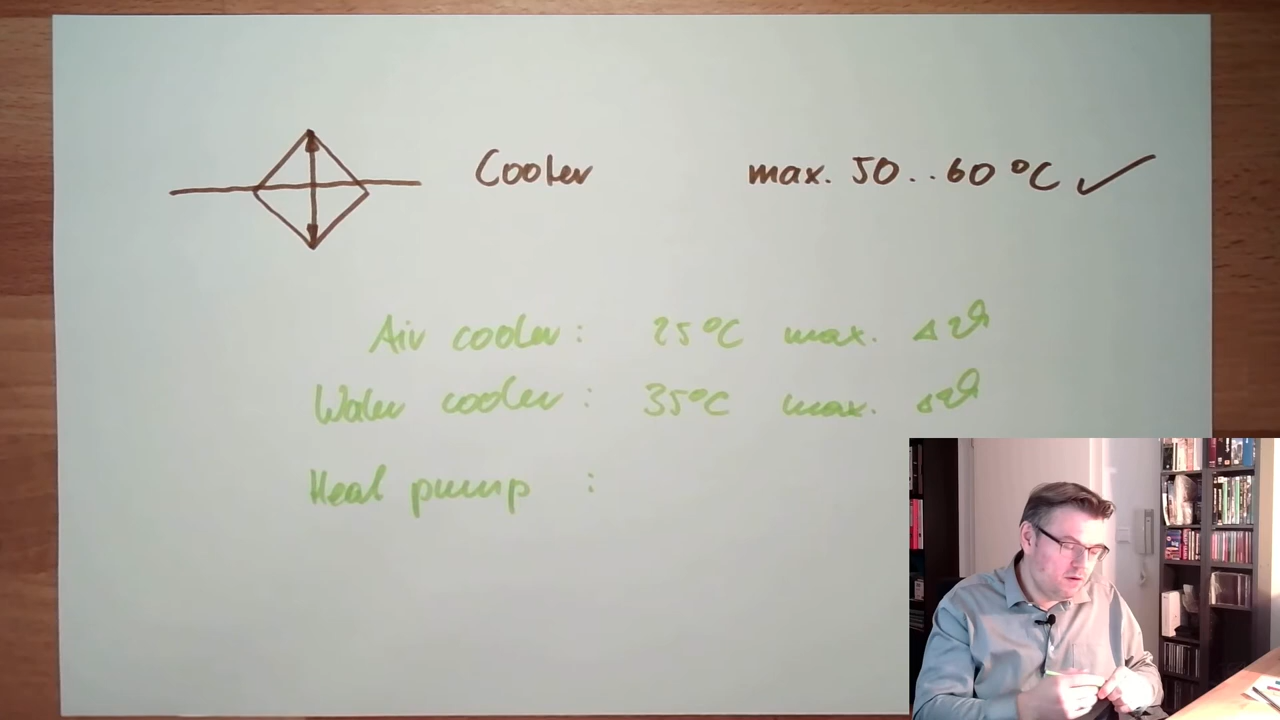 Cooler max. 50..60 °C ✓
Air cooler: 25°C max. Δϑ
Water cooler: 35°C max. Δϑ
Heat pump :